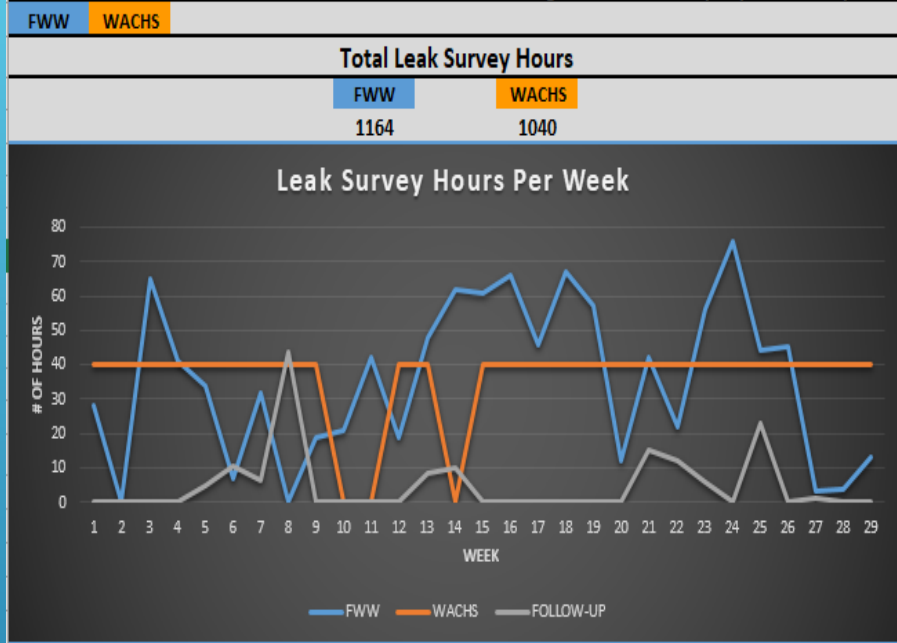 FWW WACHS
Total Leak Survey Hours
FWW WACHS
1164 1040
Leak Survey Hours Per Week
80
70
60
50
40
30
20
10
0
# OF HOURS
1 2 3 4 5 6 7 8 9 10 11 12 13 14 15 16 17 18 19 20 21 22 23 24 25 26 27 28 29
WEEK
FWW WACHS FOLLOW-UP